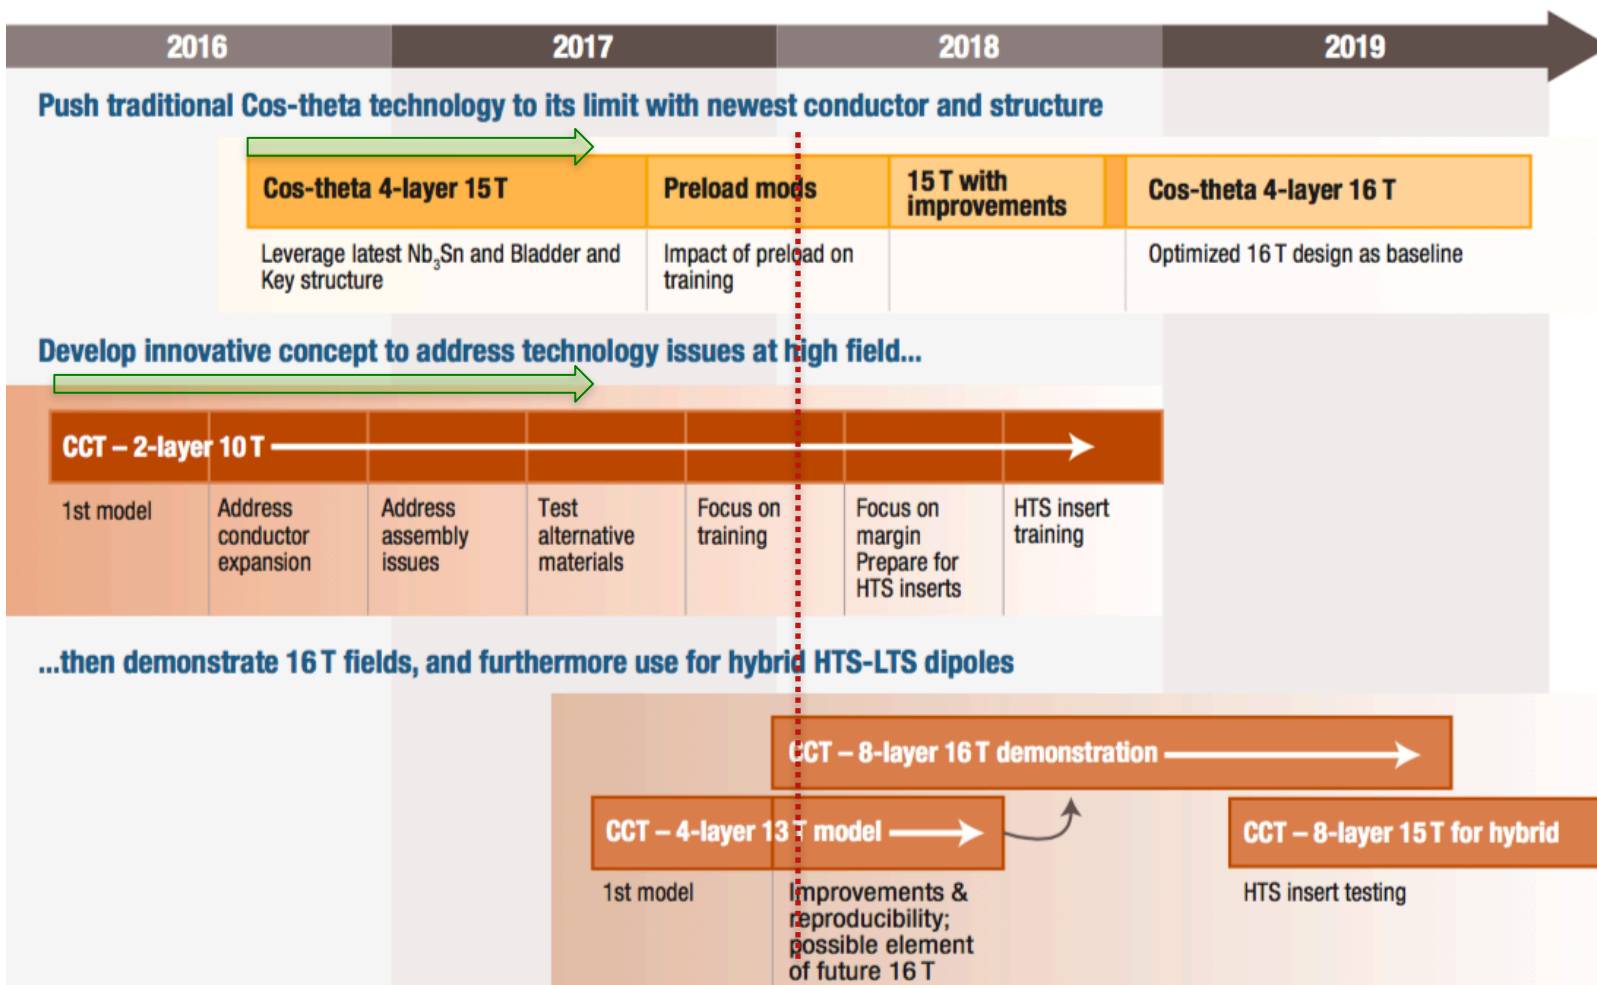 2016 2017 2018 2019
Push traditional Cos-theta technology to its limit with newest conductor and structure
Cos-theta 4-layer 15 T
Preload mods
15 T with
improvements
Cos-theta 4-layer 16 T
Leverage latest Nb₃Sn and Bladder and
Key structure
Impact of preload on
training
Optimized 16 T design as baseline
Develop innovative concept to address technology issues at high field...
CCT – 2-layer 10 T
1st model
Address
conductor
expansion
Address
assembly
issues
Test
alternative
materials
Focus on
training
Focus on
margin
Prepare for
HTS inserts
HTS insert
training
...then demonstrate 16 T fields, and furthermore use for hybrid HTS-LTS dipoles
CCT – 8-layer 16 T demonstration
CCT – 4-layer 13 T model
CCT – 8-layer 15 T for hybrid
1st model
Improvements &
reproducibility;
possible element
of future 16 T
HTS insert testing